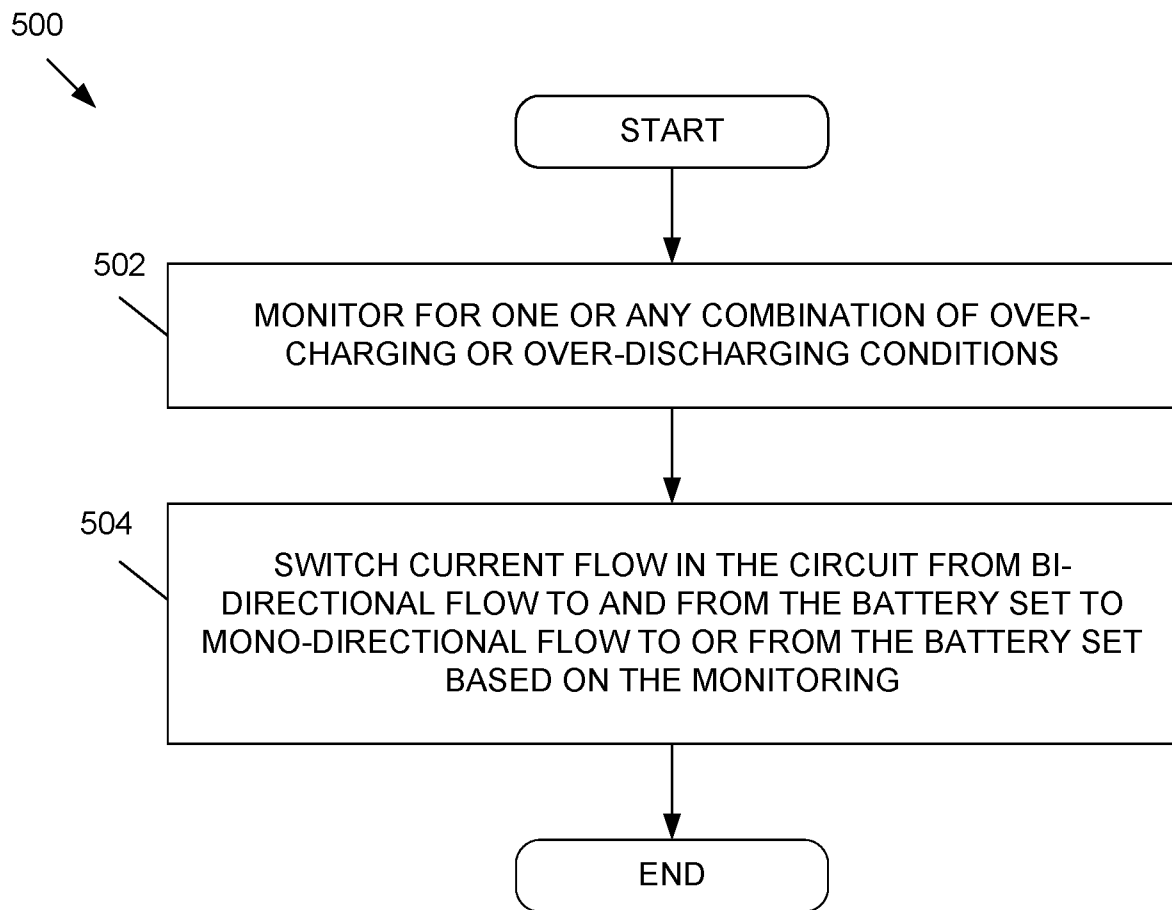 500
START
502
MONITOR FOR ONE OR ANY COMBINATION OF OVER-
CHARGING OR OVER-DISCHARGING CONDITIONS
504
SWITCH CURRENT FLOW IN THE CIRCUIT FROM BI-
DIRECTIONAL FLOW TO AND FROM THE BATTERY SET TO
MONO-DIRECTIONAL FLOW TO OR FROM THE BATTERY SET
BASED ON THE MONITORING
END